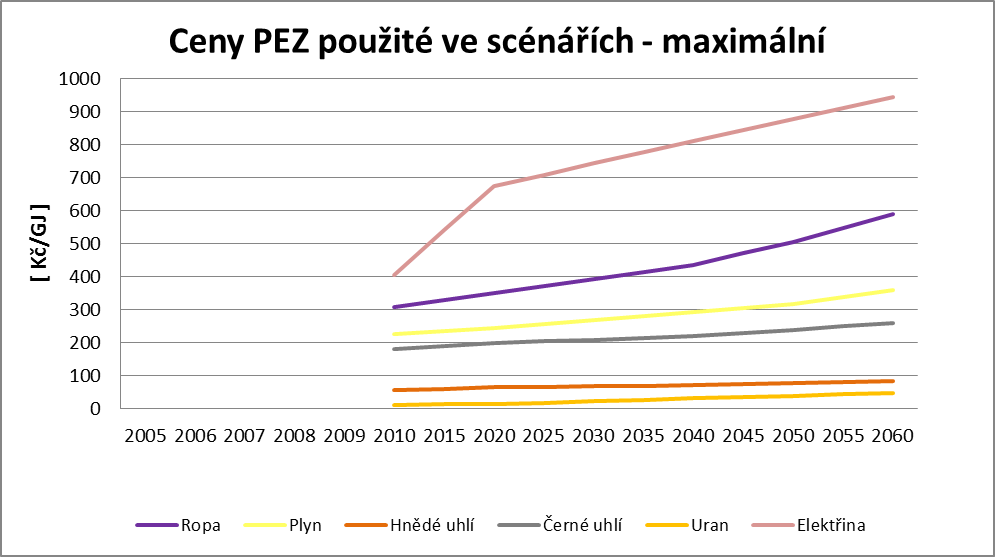 Ceny PEZ použité ve scénářích - maximální
[ Kč/GJ ]
1000
900
800
700
600
500
400
300
200
100
0
2005 2006 2007 2008 2009 2010 2015 2020 2025 2030 2035 2040 2045 2050 2055 2060
Ropa Plyn Hnědé uhlí Černé uhlí Uran Elektřina